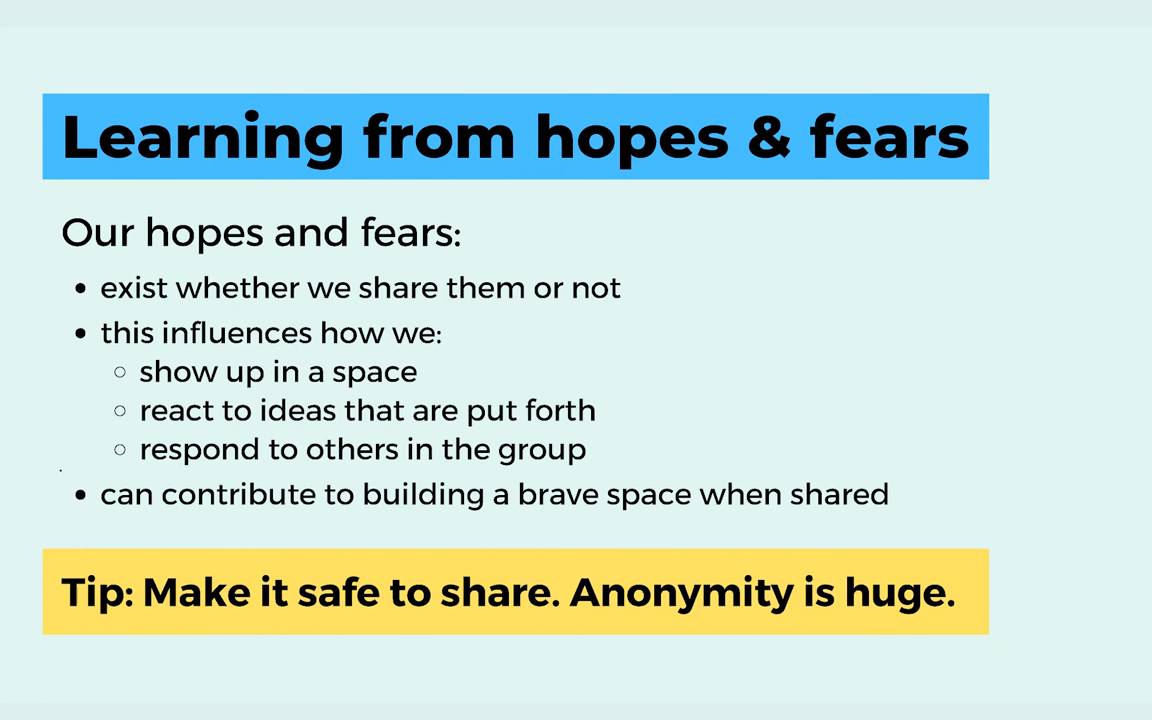 Learning from hopes & fears
Our hopes and fears:
• exist whether we share them or not
• this influences how we:
○ show up in a space
○ react to ideas that are put forth
○ respond to others in the group
• can contribute to building a brave space when shared
Tip: Make it safe to share. Anonymity is huge.